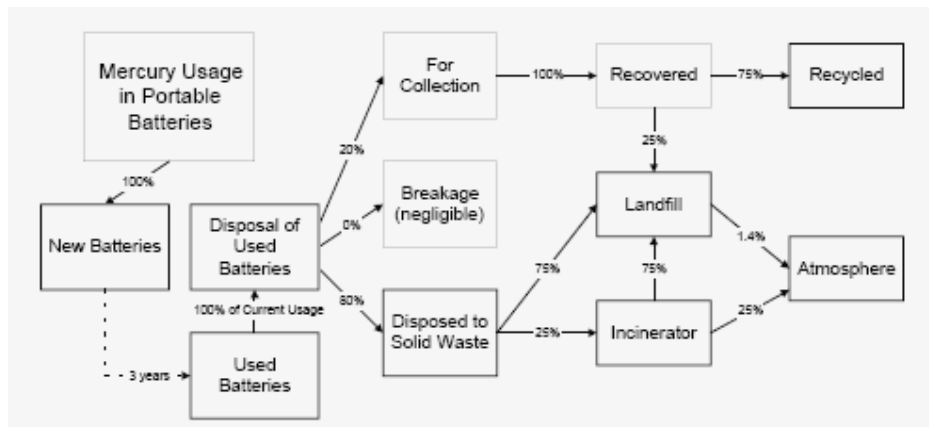 Mercury Usage
in Portable
Batteries
100%
New Batteries
3 years
Used
Batteries
100% of Current Usage
Disposal of
Used
Batteries
20%
0%
80%
For
Collection
Breakage
(negligible)
Disposed to
Solid Waste
100%
75%
25%
Recovered
75%
25%
Landfill
75%
Incinerator
1.4%
25%
Recycled
Atmosphere